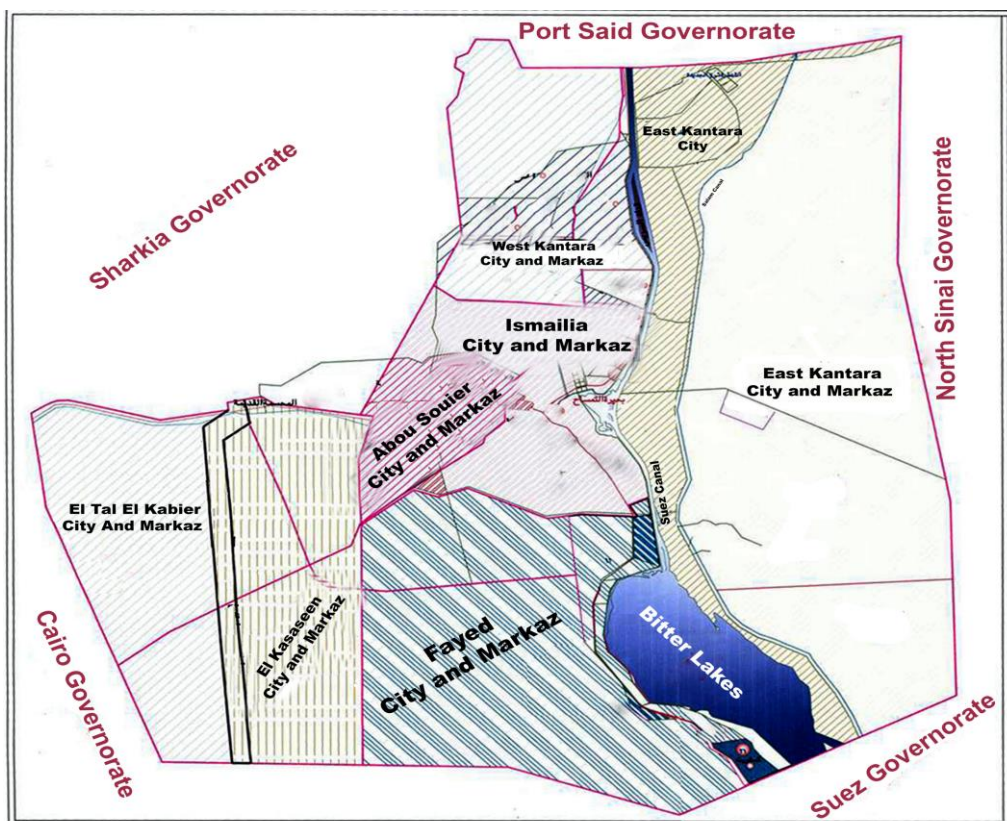 Port Said Governorate
Sharkia Governorate
North Sinai Governorate
East Kantara
City
West Kantara
City and Markaz
Ismailia
City and Markaz
East Kantara
City and Markaz
Abou Souier
City and Markaz
Suez Canal
El Tal El Kabier
City And Markaz
El Kasaseen
City and Markaz
Fayed
City and Markaz
Bitter Lakes
Cairo Governorate
Suez Governorate